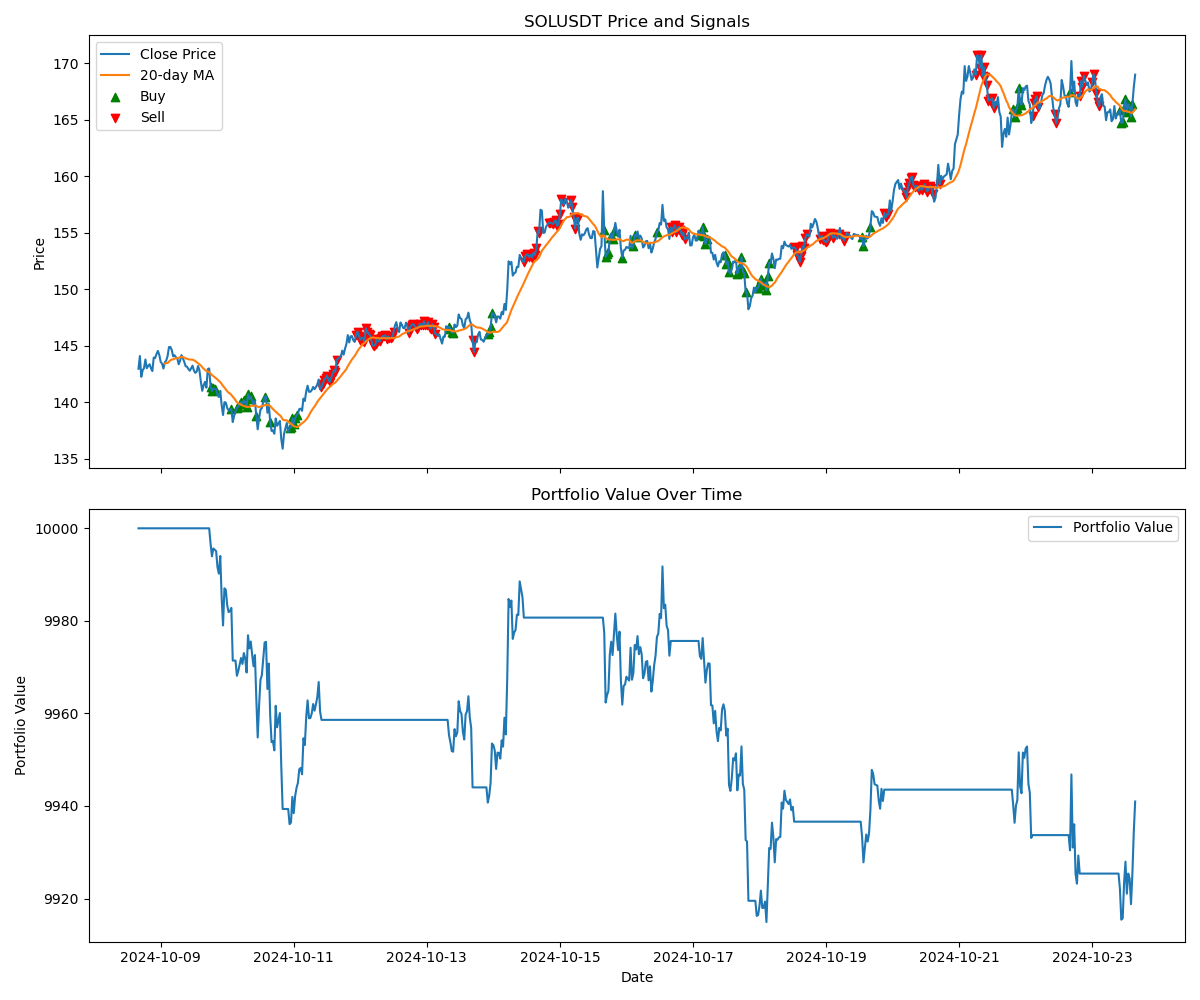 SOLUSDT Price and Signals
Close Price
20-day MA
Buy
Sell
170
165
160
155
150
145
140
135
Price
Portfolio Value Over Time
Portfolio Value
10000
9980
9960
9940
9920
Portfolio Value
2024-10-09
2024-10-11
2024-10-13
2024-10-15
2024-10-17
2024-10-19
2024-10-21
2024-10-23
Date